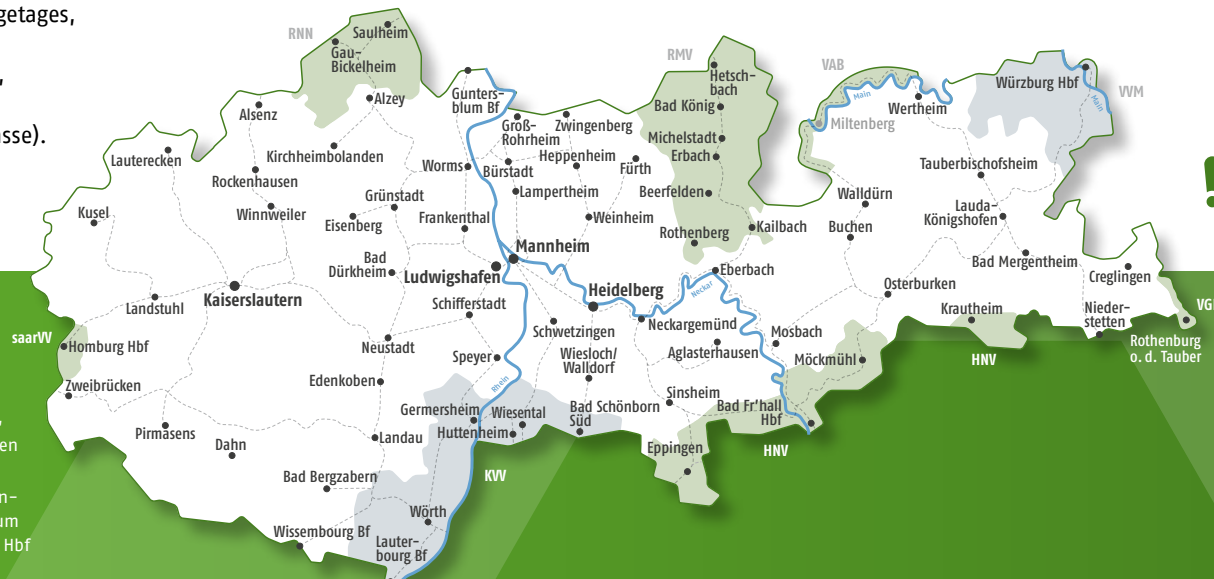 getages,
,
asse).
RNN
Saulheim
Gau-
Bickelheim
Alzey
Alsenz
Kirchheimbolanden
Lauterecken
Rockenhausen
Winnweiler
Kusel
Grünstadt
Eisenberg
Bad
Dürkheim
Kaiserslautern
Landstuhl
saarVV
Homburg Hbf
Zweibrücken
Pirmasens
Dahn
Neustadt
Edenkoben
Landau
Bad Bergzabern
Wissembourg Bf
Wörth
Lauter-
bourg Bf
Gunters-
blum Bf
Worms
Frankenthal
Ludwigshafen
Mannheim
Schifferstadt
Speyer
Rhein
Germersheim
Huttenheim
Wiesental
Bad Schönborn
Süd
KVV
Groß-
Rohrheim
Zwingenberg
Heppenheim
Bürstadt
Lampertheim
Fürth
Weinheim
Heidelberg
Schwetzingen
Wiesloch/
Walldorf
Neckargemünd
Neckar
Eberbach
Aglasterhausen
Sinsheim
Eppingen
Bad Fr'hall
Hbf
HNV
RMV
Hetsch-
bach
Bad König
Michelstadt
Erbach
Beerfelden
Rothenberg
Kailbach
VAB
Main
Miltenberg
Wertheim
Würzburg Hbf
Main
VVM
Tauberbischofsheim
Walldürn
Buchen
Lauda-
Königshofen
Bad Mergentheim
Creglingen
Osterburken
Krautheim
Nieder-
stetten
Mosbach
Möckmühl
HNV
VG
Rothenburg
o. d. Tauber
!
,
en
n-
um
Hbf